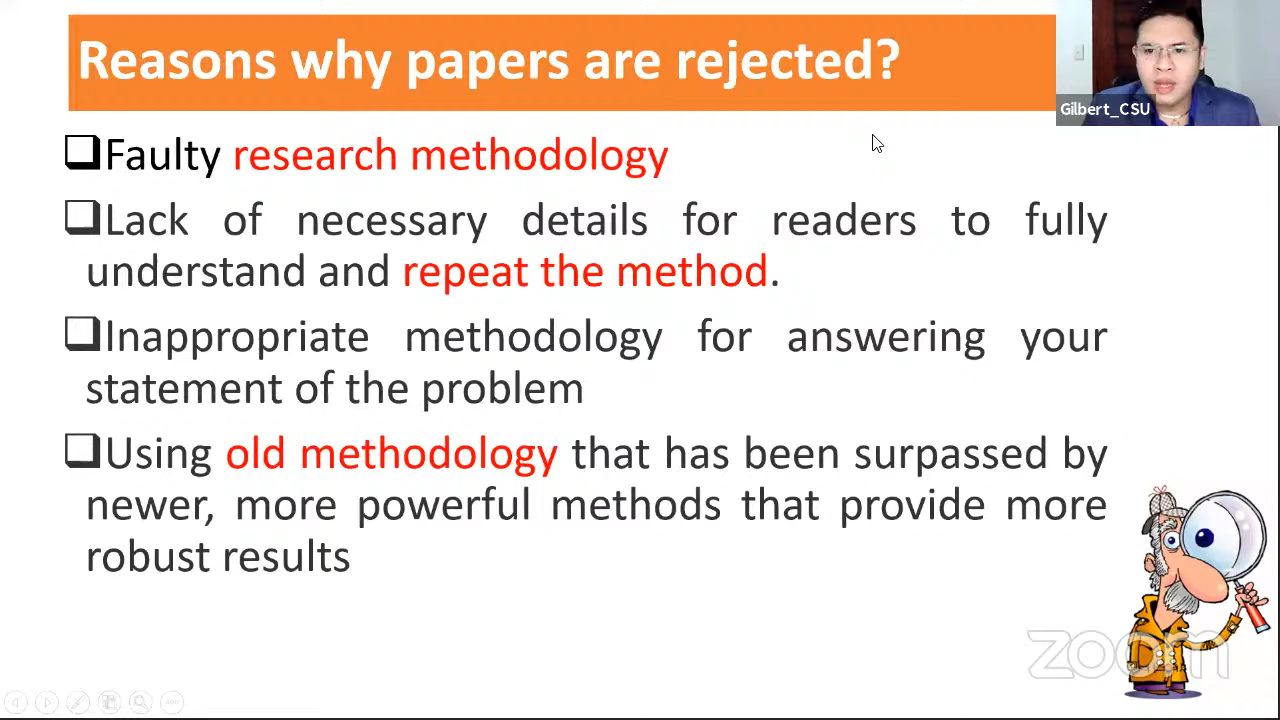 Reasons why papers are rejected?
Gilbert_CSU
Faulty research methodology
Lack of necessary details for readers to fully
understand and repeat the method.
Inappropriate methodology for answering your
statement of the problem
Using old methodology that has been surpassed by
newer, more powerful methods that provide more
robust results
zoom